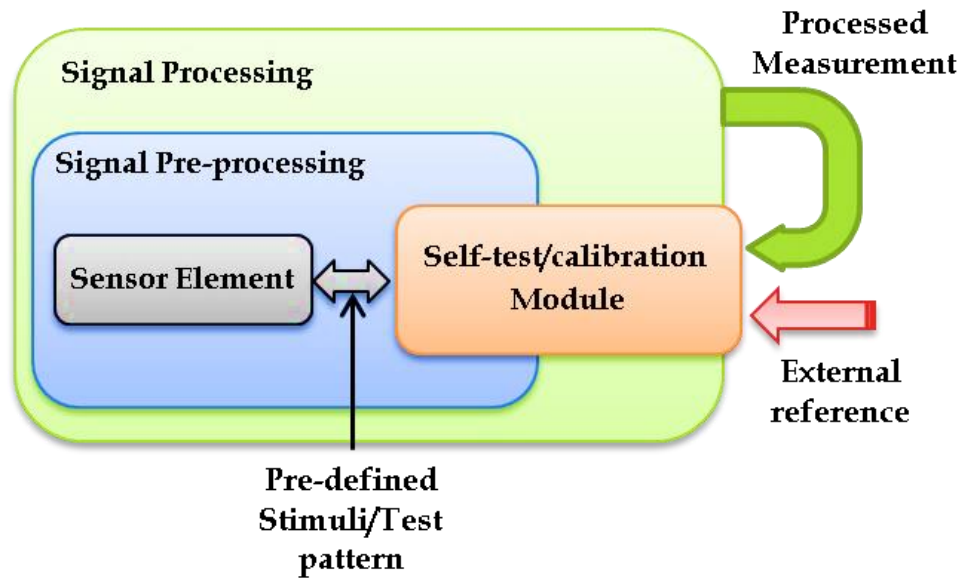 Processed
Measurement
Signal Processing
Signal Pre-processing
Sensor Element
Self-test/calibration
Module
External
reference
Pre-defined
Stimuli/Test
pattern